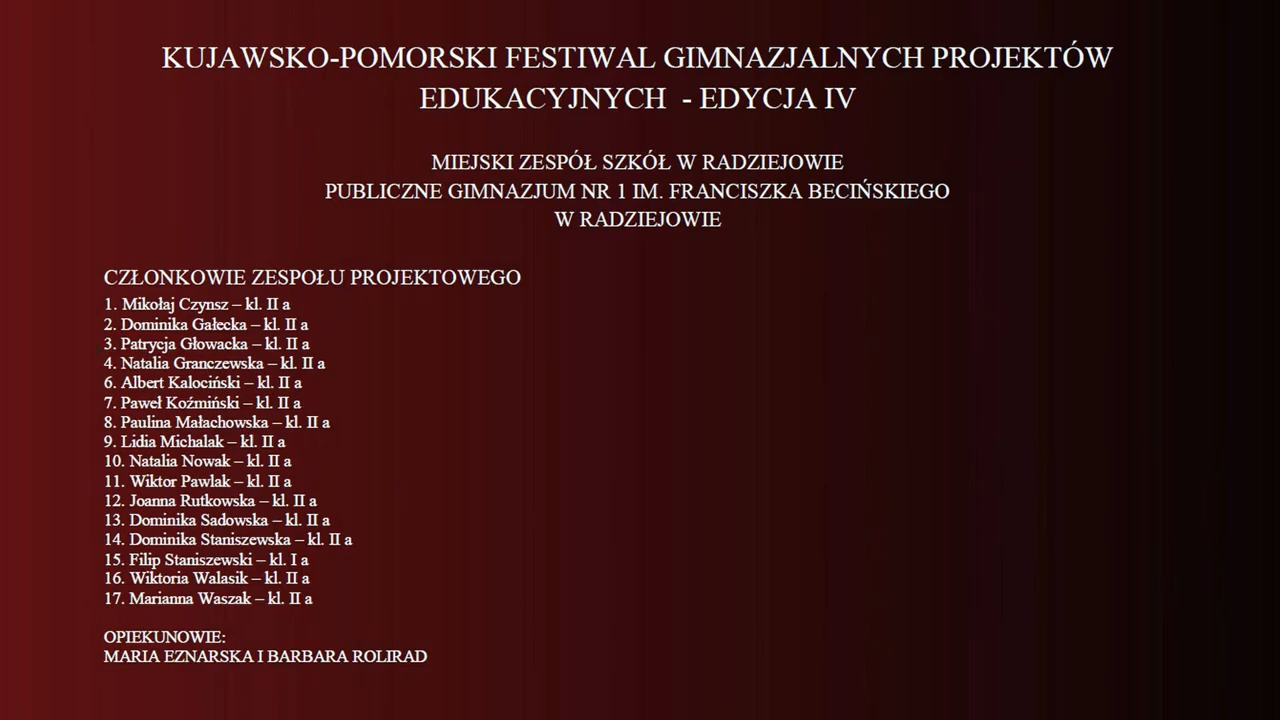 KUJAWSKO-POMORSKI FESTIWAL GIMNAZJALNYCH PROJEKTÓW
EDUKACYJNYCH - EDYCJA IV
MIEJSKI ZESPÓŁ SZKÓŁ W RADZIEJOWIE
PUBLICZNE GIMNAZJUM NR 1 IM. FRANCISZKA BECIŃSKIEGO
W RADZIEJOWIE
CZŁONKOWIE ZESPOŁU PROJEKTOWEGO
1. Mikołaj Czynsz – kl. II a
2. Dominika Gałecka – kl. II a
3. Patrycja Głowacka – kl. II a
4. Natalia Granczewska – kl. II a
6. Albert Kalociński – kl. II a
7. Paweł Koźmiński – kl. II a
8. Paulina Małachowska – kl. II a
9. Lidia Michalak – kl. II a
10. Natalia Nowak – kl. II a
11. Wiktor Pawlak – kl. II a
12. Joanna Rutkowska – kl. II a
13. Dominika Sadowska – kl. II a
14. Dominika Staniszewska – kl. II a
15. Filip Staniszewski – kl. I a
16. Wiktoria Walasik – kl. II a
17. Marianna Waszak – kl. II a
OPIEKUNOWIE:
MARIA EZNARSKA I BARBARA ROLIRAD